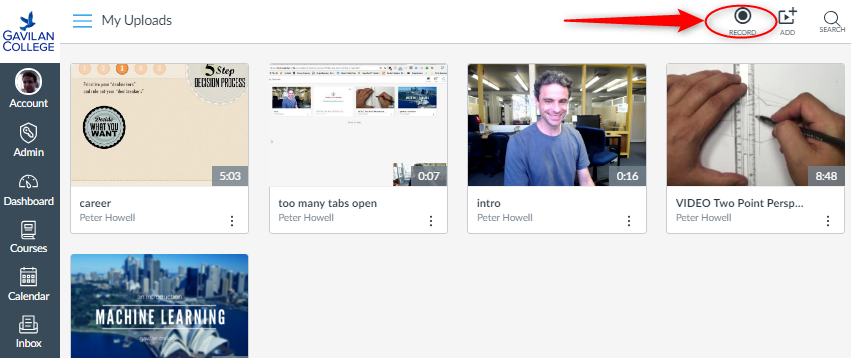 GAVILAN
COLLEGE
My Uploads
RECORD
ADD
SEARCH
Account
Admin
Dashboard
Courses
Calendar
Inbox
5 Step
DECISION PROCESS
Decide
WHAT YOU
WANT
5:03
career
Peter Howell
0:07
too many tabs open
Peter Howell
0:16
intro
Peter Howell
8:48
VIDEO Two Point Persp...
Peter Howell
an introduction
MACHINE LEARNING